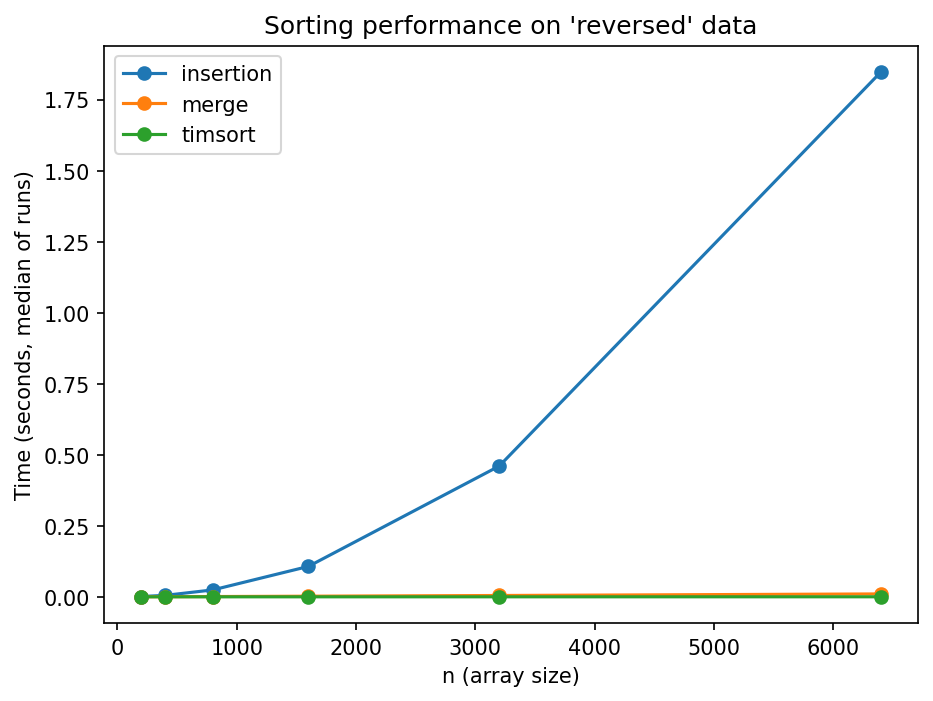 Sorting performance on 'reversed' data
insertion
merge
timsort
Time (seconds, median of runs)
1.75
1.50
1.25
1.00
0.75
0.50
0.25
0.00
0 1000 2000 3000 4000 5000 6000
n (array size)